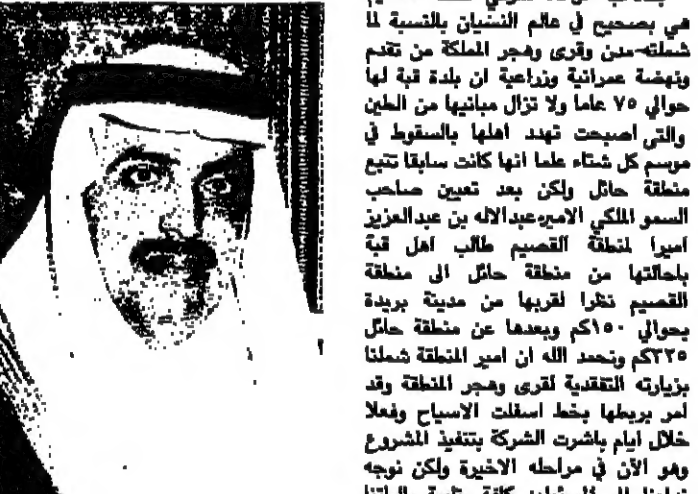 هي بصحيح في عالم النسيان بالنسبة لما
شملته مدن وقرى وهجر المملكة من تقدم
ونهضة عمرانية وزراعية ان بلدة قبة لها
حوالي ٧٥ عاما ولا تزال مبانيها من الطين
والتي اصبحت تهدد اهلها بالسقوط في
موسم كل شتاء علما انها كانت سابقا تتبع
منطقة حائل ولكن بعد تعيين صاحب
السمو الملكي الامير عبدالاله بن عبدالعزيز
اميرا لمنطقة القصيم طالب اهل قبة
باحالتها من منطقة حائل الى منطقة
القصيم نظرا لقربها من مدينة بريدة
بحوالي ١٥٠كم وبعدها عن منطقة حائل
٢٢٥كم ونحمد الله ان امير المنطقة شملنا
بزيارته التفقدية لقرى وهجر المنطقة وقد
امر بربطها بخط اسفلت الاسياح وفعلا
خلال ايام باشرت الشركة بتنفيذ المشروع
وهو الآن في مراحله الاخيرة ولكن نوجه